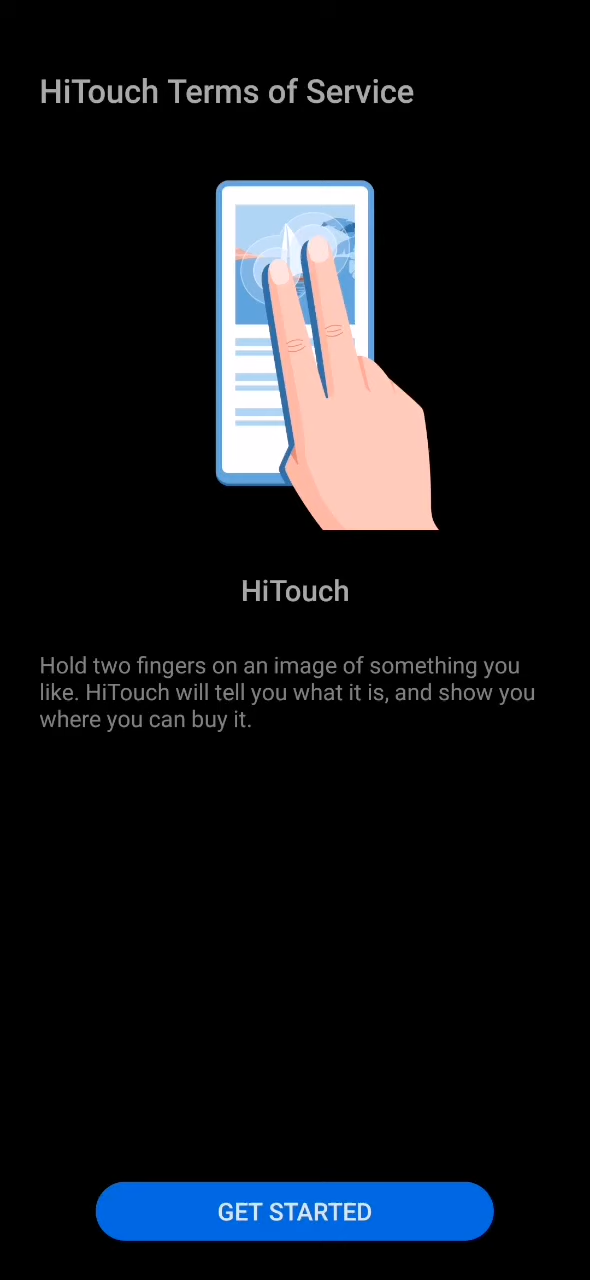 HiTouch Terms of Service
HiTouch
Hold two fingers on an image of something you
like. HiTouch will tell you what it is, and show you
where you can buy it.
GET STARTED